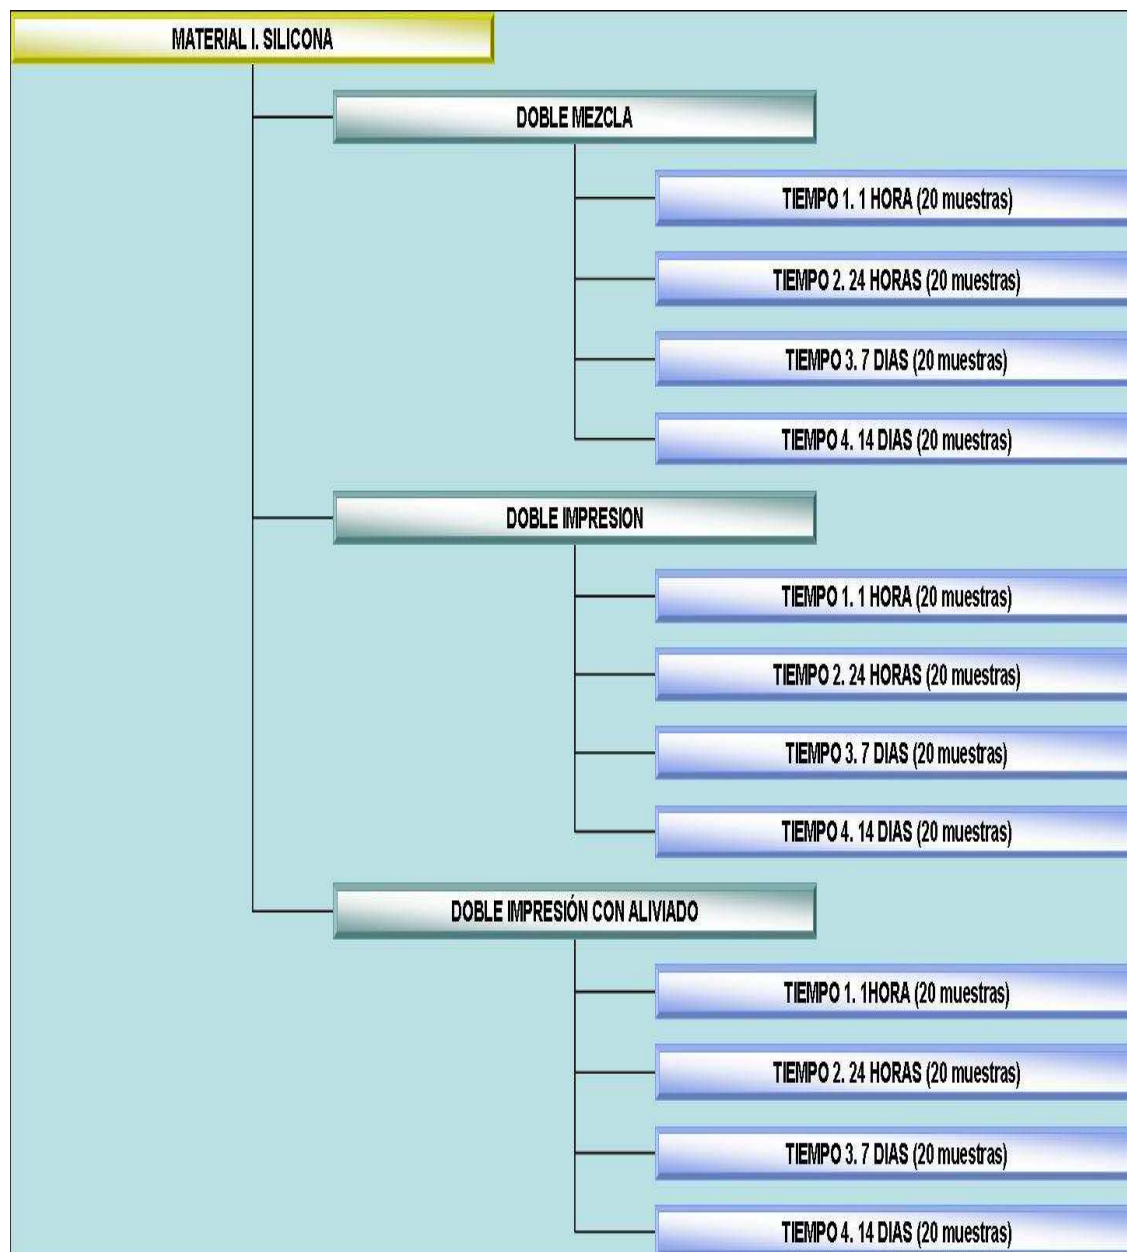 MATERIAL I. SILICONA
DOBLE MEZCLA
TIEMPO 1. 1 HORA (20 muestras)
TIEMPO 2. 24 HORAS (20 muestras)
TIEMPO 3. 7 DIAS (20 muestras)
TIEMPO 4. 14 DIAS (20 muestras)
DOBLE IMPRESION
TIEMPO 1. 1 HORA (20 muestras)
TIEMPO 2. 24 HORAS (20 muestras)
TIEMPO 3. 7 DIAS (20 muestras)
TIEMPO 4. 14 DIAS (20 muestras)
DOBLE IMPRESIÓN CON ALIVIADO
TIEMPO 1. 1HORA (20 muestras)
TIEMPO 2. 24 HORAS (20 muestras)
TIEMPO 3. 7 DIAS (20 muestras)
TIEMPO 4. 14 DIAS (20 muestras)